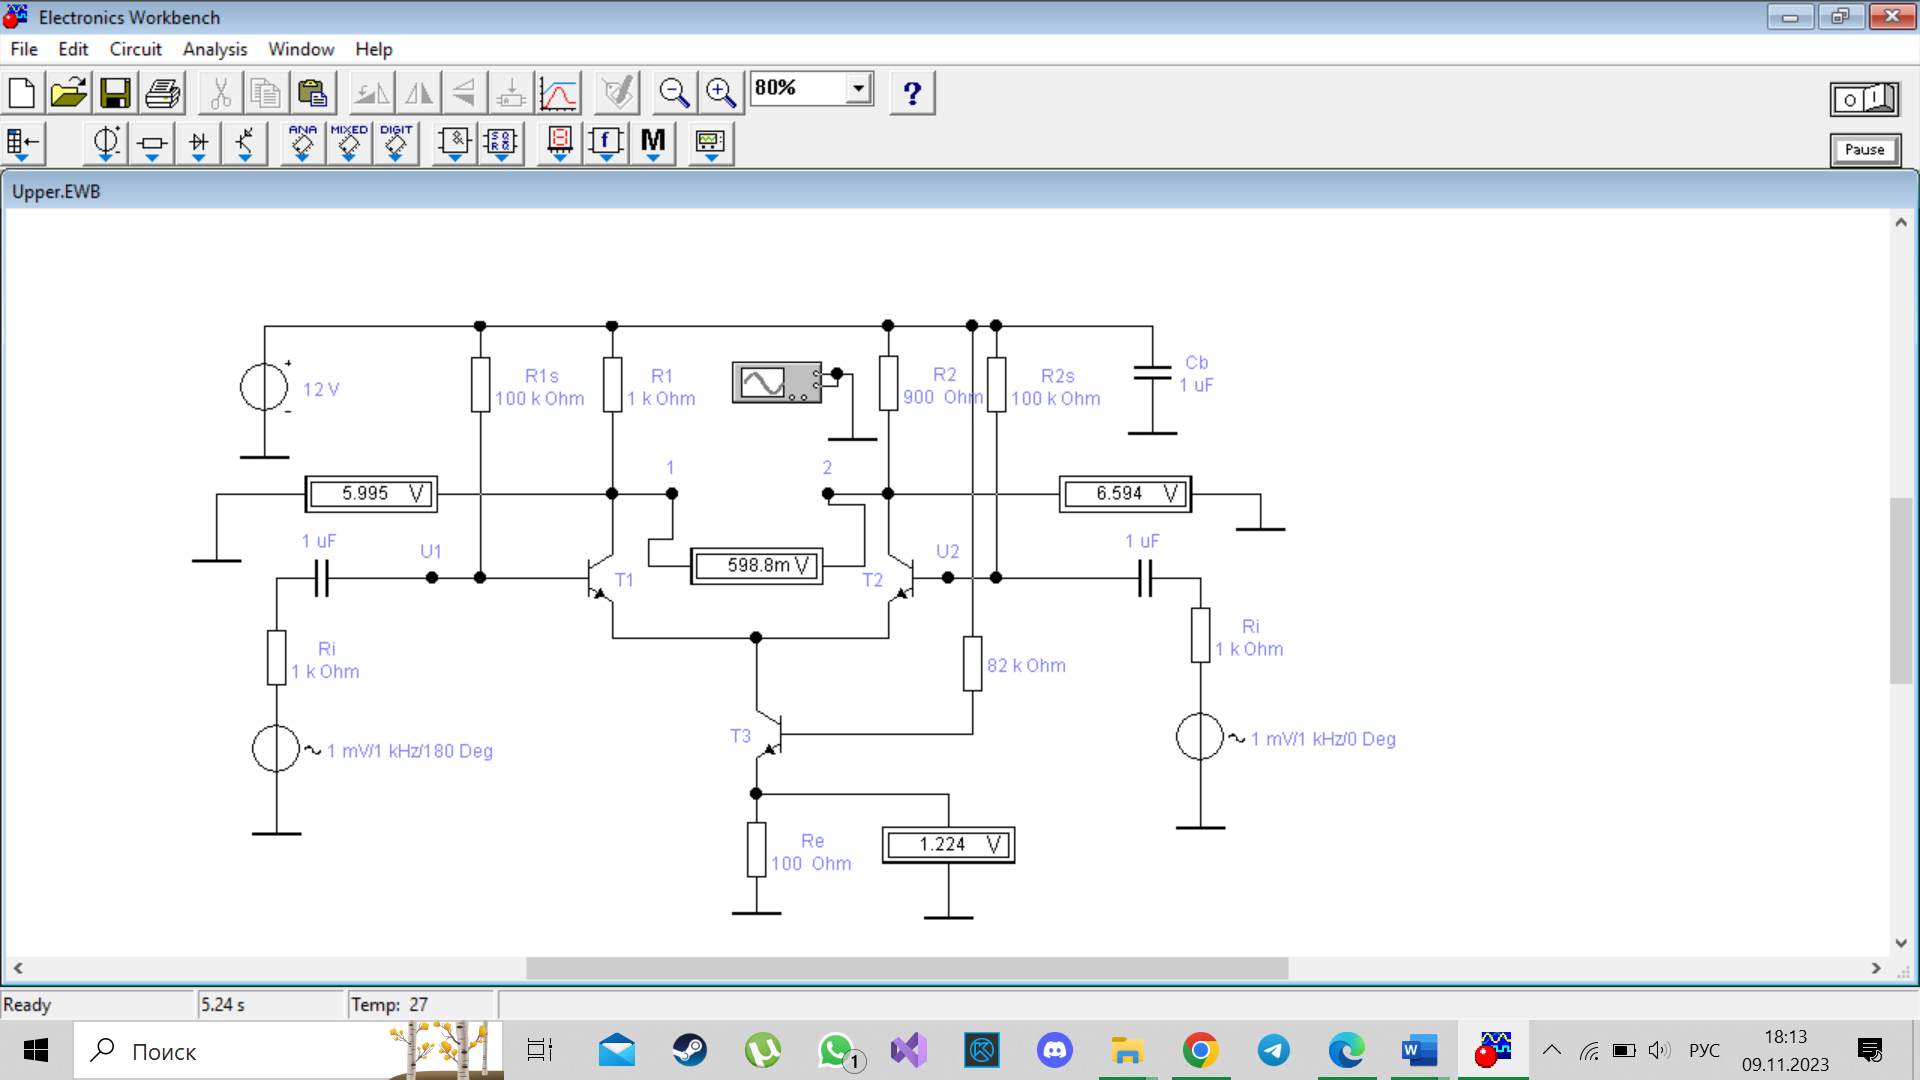 Electronics Workbench
File Edit Circuit Analysis Window Help
80%
?
O I
ANA MIXED DIGIT
&
f
M
Pause
Upper.EWB
12 V
R1s
100 k Ohm
R1
1 k Ohm
R2
900 Ohm
R2s
100 k Ohm
Cb
1 uF
5.995 V
1
2
6.594 V
1 uF
U1
T1
598.8m V
T2
U2
1 uF
Ri
1 k Ohm
82 k Ohm
Ri
1 k Ohm
1 mV/1 kHz/180 Deg
T3
1 mV/1 kHz/0 Deg
Re
100 Ohm
1.224 V
Ready
5.24 s
Temp: 27
Поиск
1
W
РУС
18:13
09.11.2023